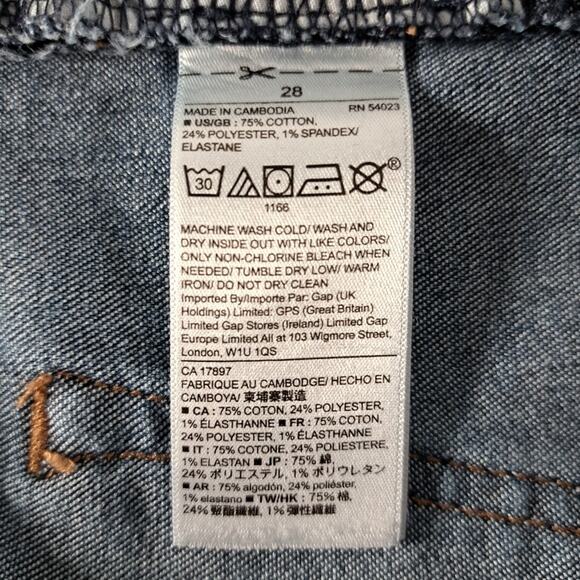 28
MADE IN CAMBODIA RN 54023
■ US/GB : 75% COTTON,
24% POLYESTER, 1% SPANDEX/
ELASTANE
30
®
1166
MACHINE WASH COLD/ WASH AND
DRY INSIDE OUT WITH LIKE COLORS/
ONLY NON-CHLORINE BLEACH WHEN
NEEDED/ TUMBLE DRY LOW/ WARM
IRON/ DO NOT DRY CLEAN
Imported By/Importe Par: Gap (UK
Holdings) Limited: GPS (Great Britain)
Limited Gap Stores (Ireland) Limited Gap
Europe Limited All at 103 Wigmore Street,
London, W1U 1QS
CA 17897
FABRIQUE AU CAMBODGE/ HECHO EN
CAMBOYA/ 柬埔寨製造
■ CA : 75% COTON, 24% POLYESTER,
1% ÉLASTHANNE ■ FR : 75% COTON,
24% POLYESTER, 1% ÉLASTHANNE
■ IT : 75% COTONE, 24% POLIESTERE,
1% ELASTAN ■ JP : 75% 綿,
24% ポリエステル, 1% ポリウレタン
■ AR : 75% algodón, 24% poliéster,
1% elastano ■ TW/HK : 75% 棉,
24% 聚酯纖維, 1% 彈性纖維